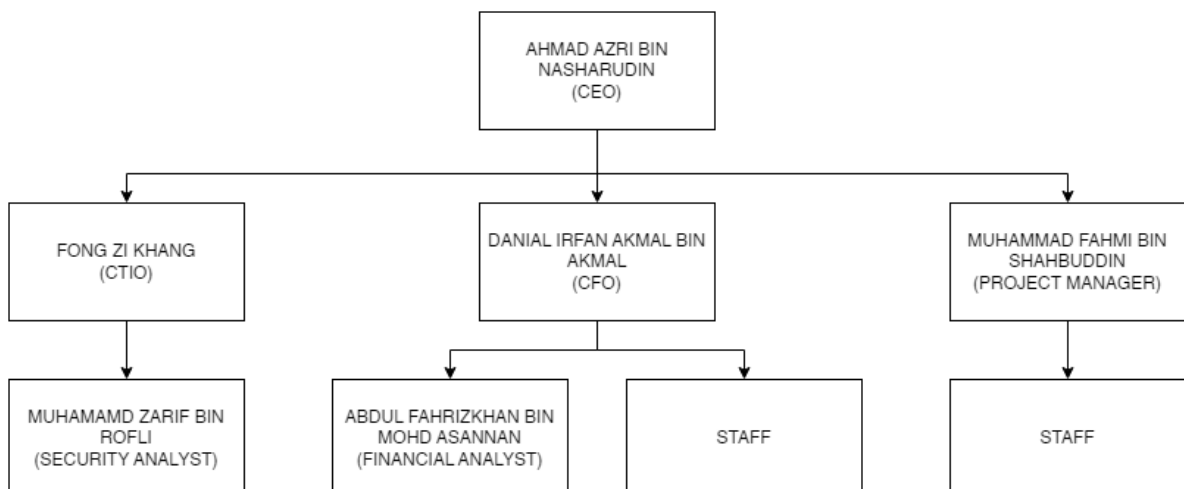 AHMAD AZRI BIN
NASHARUDIN
(CEO)
FONG ZI KHANG
(CTIO)
DANIAL IRFAN AKMAL BIN
AKMAL
(CFO)
MUHAMMAD FAHMI BIN
SHAHBUDDIN
(PROJECT MANAGER)
MUHAMAMD ZARIF BIN
ROFLI
(SECURITY ANALYST)
ABDUL FAHRIZKHAN BIN
MOHD ASANNAN
(FINANCIAL ANALYST)
STAFF
STAFF